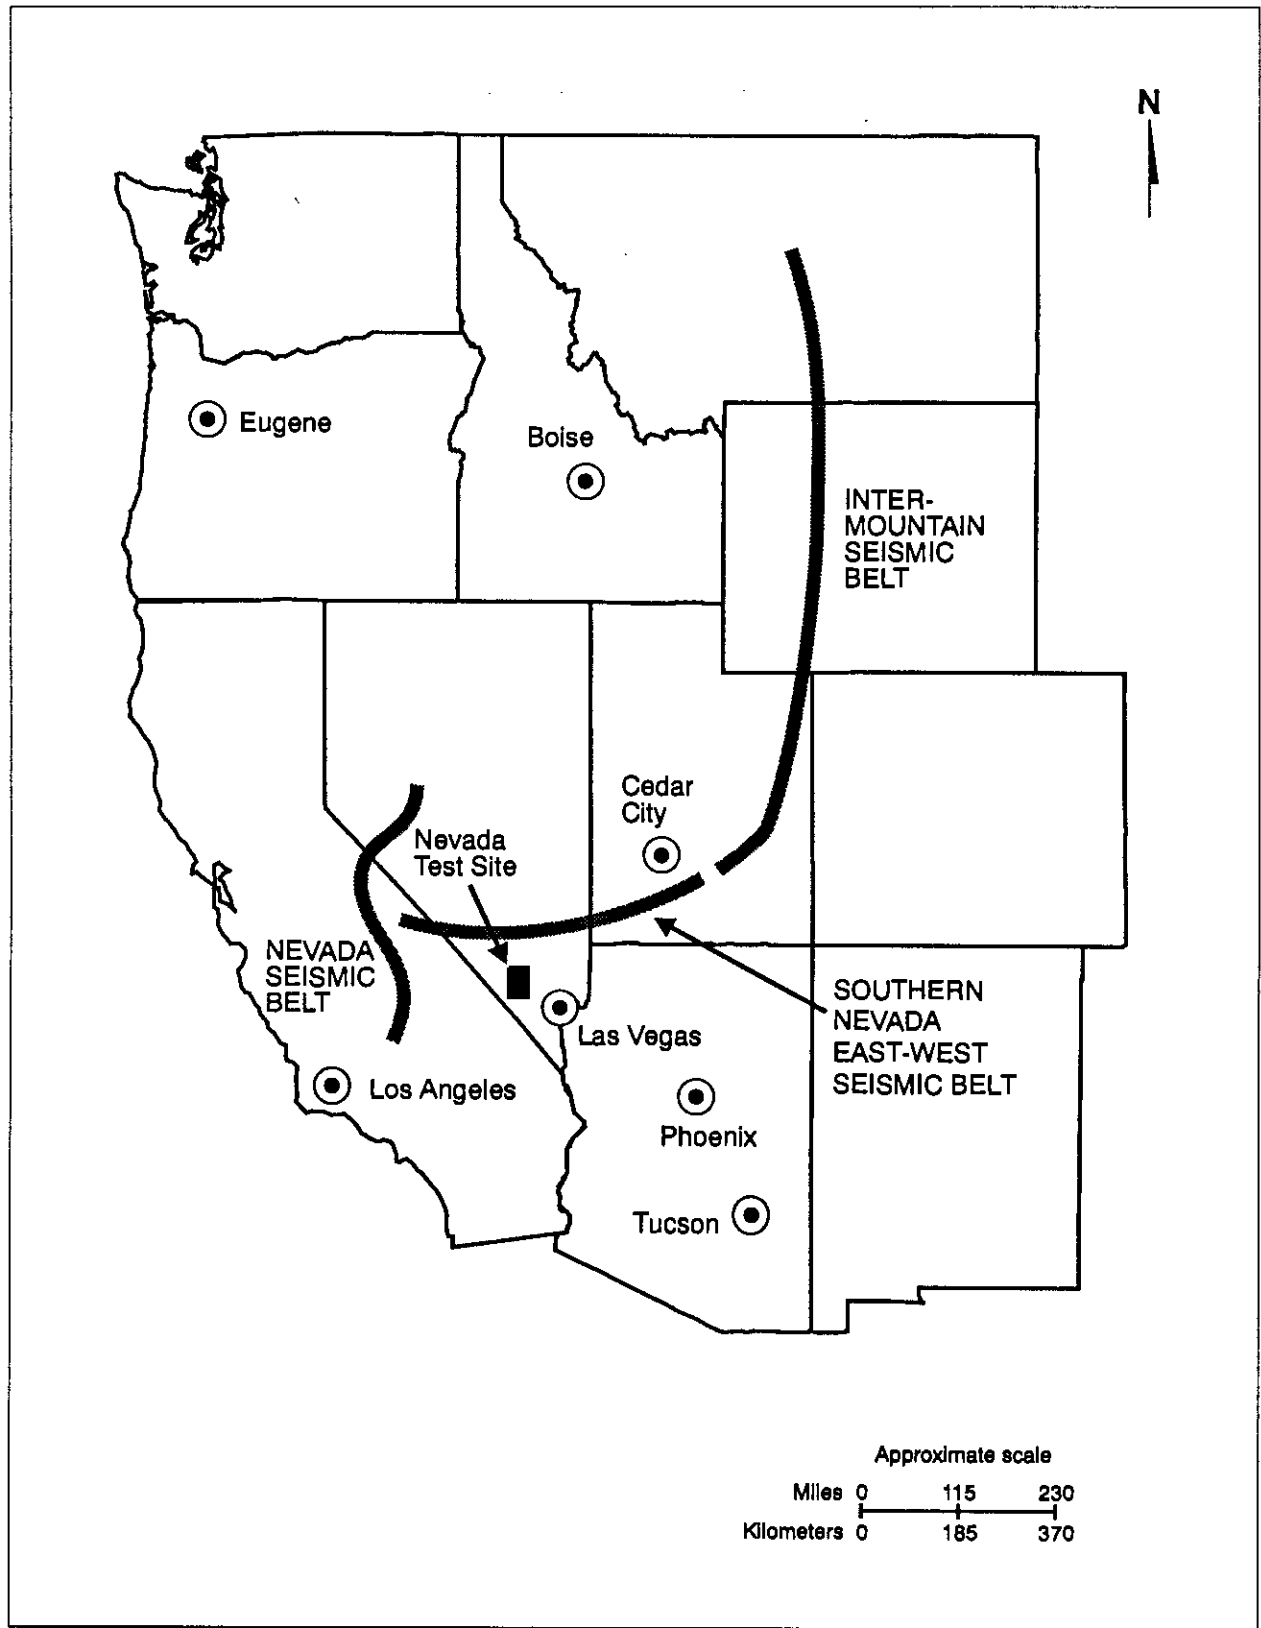 N
Eugene
Boise
INTER-
MOUNTAIN
SEISMIC
BELT
Cedar
City
Nevada
Test Site
NEVADA
SEISMIC
BELT
Las Vegas
SOUTHERN
NEVADA
EAST-WEST
SEISMIC BELT
Los Angeles
Phoenix
Tucson
Approximate scale
Miles 0 115 230
Kilometers 0 185 370